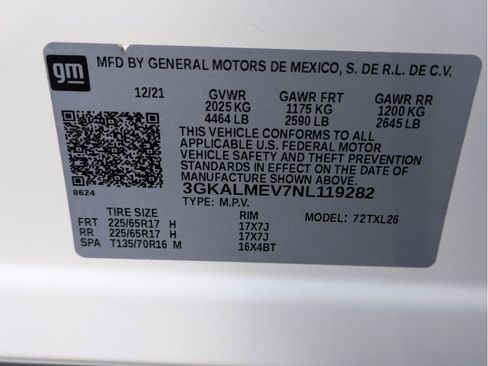 gm
MFD BY GENERAL MOTORS DE MEXICO, S. DE R.L. DE C.V.
12/21 GVWR GAWR FRT GAWR RR
2025 KG 1175 KG 1200 KG
4464 LB 2590 LB 2645 LB
THIS VEHICLE CONFORMS TO ALL
APPLICABLE U.S. FEDERAL MOTOR
VEHICLE SAFETY AND THEFT PREVENTION
STANDARDS IN EFFECT ON THE DATE OF
MANUFACTURE SHOWN ABOVE.
8624 3GKALMEV7NL119282
TYPE: M.P.V.
TIRE SIZE RIM MODEL: 72TXL26
FRT 225/65R17 H 17X7J
RR 225/65R17 H 17X7J
SPA T135/70R16 M 16X4BT